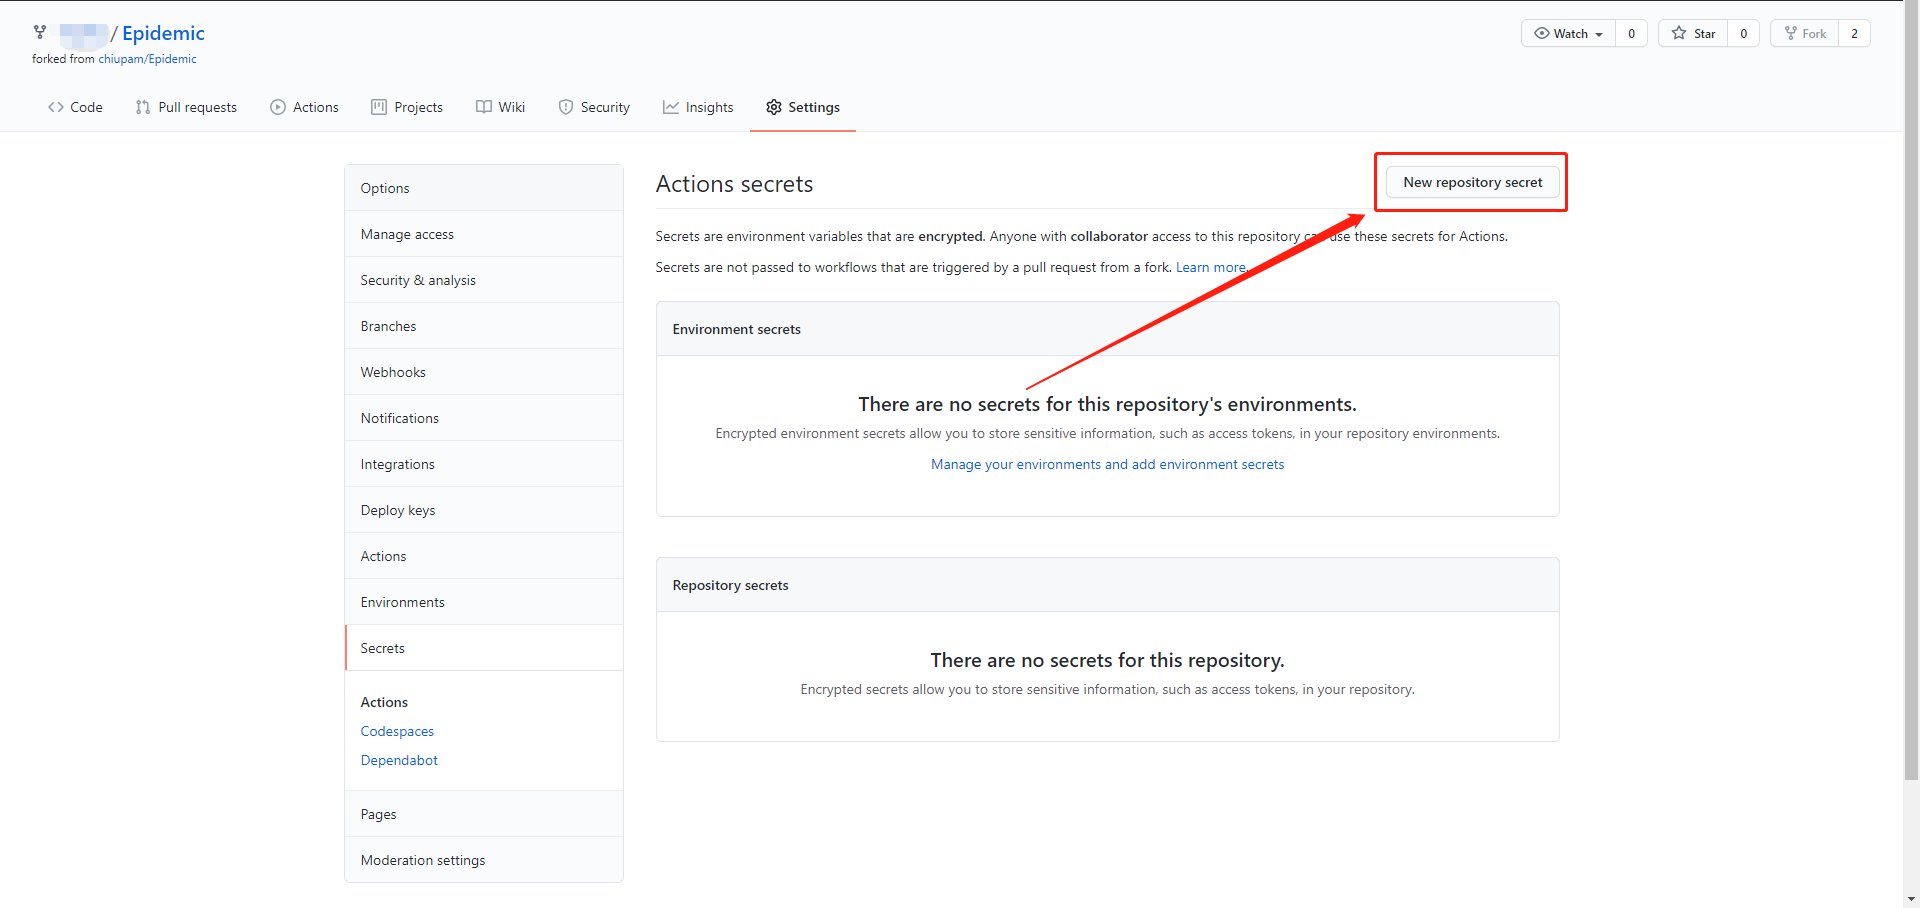 / Epidemic
forked from chiupam/Epidemic
Watch 0 Star 0 Fork 2
Code Pull requests Actions Projects Wiki Security Insights Settings
Options
Manage access
Security & analysis
Branches
Webhooks
Notifications
Integrations
Deploy keys
Actions
Environments
Secrets
Actions
Codespaces
Dependabot
Pages
Moderation settings
Actions secrets
New repository secret
Secrets are environment variables that are encrypted. Anyone with collaborator access to this repository can use these secrets for Actions.
Secrets are not passed to workflows that are triggered by a pull request from a fork. Learn more.
Environment secrets
There are no secrets for this repository's environments.
Encrypted environment secrets allow you to store sensitive information, such as access tokens, in your repository environments.
Manage your environments and add environment secrets
Repository secrets
There are no secrets for this repository.
Encrypted secrets allow you to store sensitive information, such as access tokens, in your repository.